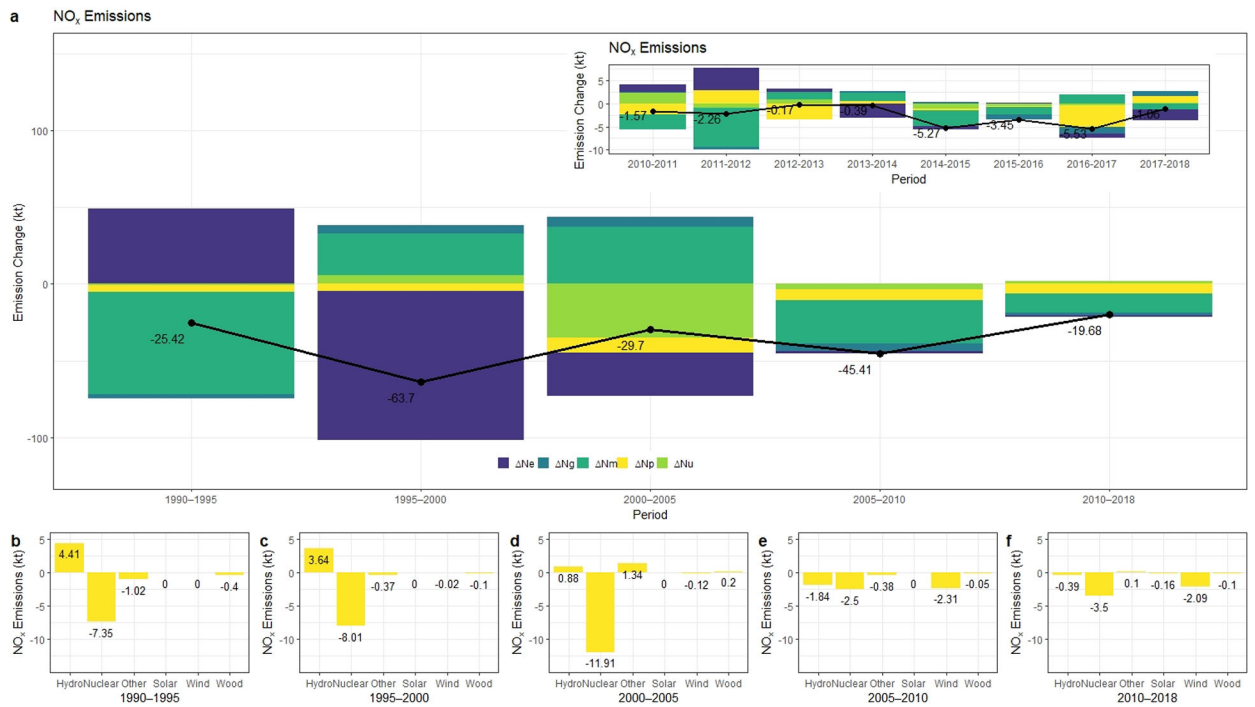 a
NOx Emissions
Emission Change (kt)
100
0
-100
-25.42
-63.7
-29.7
-45.41
-19.68
ΔNe ΔNg ΔNm ΔNp ΔNu
1990–1995 1995–2000 2000–2005 2005–2010 2010–2018
Period
NOx Emissions
Emission Change (kt)
5
0
-5
-10
-1.57 -2.26 -0.17 -0.39 -5.27 -3.45 -5.53 -1.06
2010-2011 2011-2012 2012-2013 2013-2014 2014-2015 2015-2016 2016-2017 2017-2018
Period
b
NOx Emissions (kt)
5
0
-5
-10
4.41 -7.35 -1.02 0 0 -0.4
Hydro Nuclear Other Solar Wind Wood
1990–1995
c
NOx Emissions (kt)
5
0
-5
-10
3.64 -8.01 -0.37 0 -0.02 -0.1
Hydro Nuclear Other Solar Wind Wood
1995–2000
d
NOx Emissions (kt)
5
0
-5
-10
0.88 -11.91 1.34 0 -0.12 0.2
Hydro Nuclear Other Solar Wind Wood
2000–2005
e
NOx Emissions (kt)
5
0
-5
-10
-1.84 -2.5 -0.38 0 -2.31 -0.05
Hydro Nuclear Other Solar Wind Wood
2005–2010
f
NOx Emissions (kt)
5
0
-5
-10
-0.39 -3.5 0.1 -0.16 -2.09 -0.1
Hydro Nuclear Other Solar Wind Wood
2010–2018